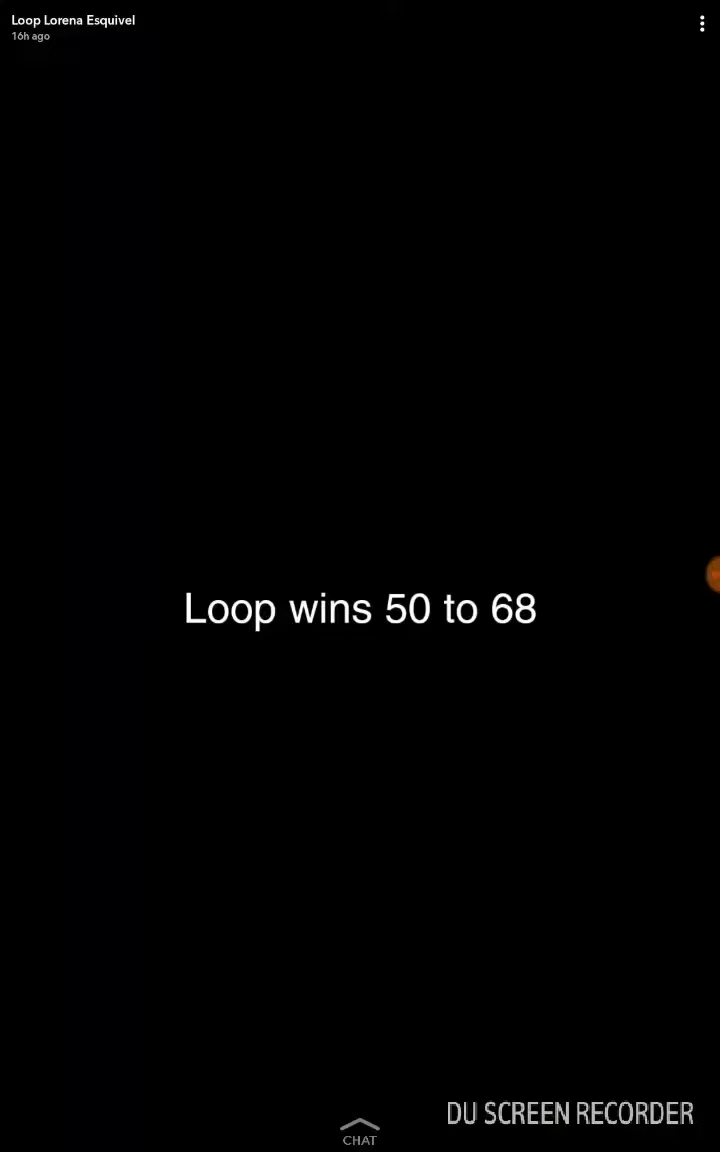 Loop Lorena Esquivel
16h ago
Loop wins 50 to 68
DU SCREEN RECORDER
CHAT